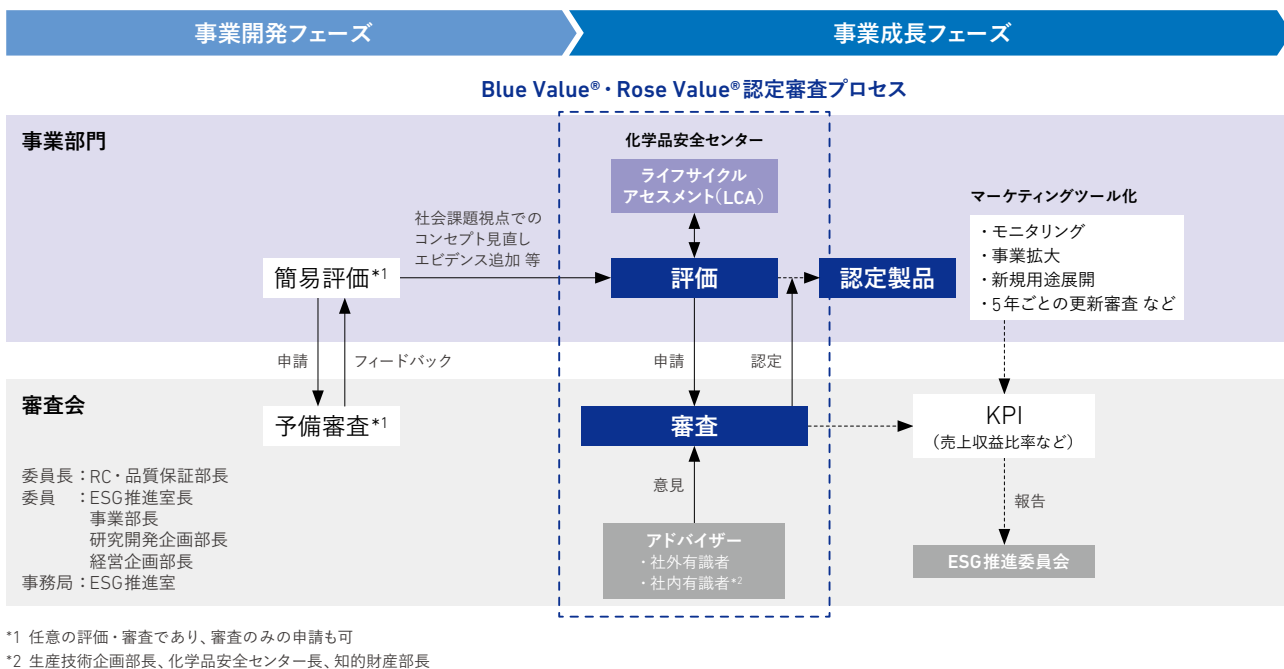 事業開発フェーズ
事業成長フェーズ
Blue Value®・Rose Value®認定審査プロセス
事業部門
化学品安全センター
ライフサイクル
アセスメント(LCA)
社会課題視点での
コンセプト見直し
エビデンス追加 等
簡易評価*1
評価
認定製品
マーケティングツール化
・モニタリング
・事業拡大
・新規用途展開
・5年ごとの更新審査 など
申請
フィードバック
申請
認定
審査会
予備審査*1
審査
KPI
(売上収益比率など)
委員長：RC・品質保証部長
委員　：ESG推進室長
事業部長
研究開発企画部長
経営企画部長
事務局：ESG推進室
意見
アドバイザー
・社外有識者
・社内有識者*2
報告
ESG推進委員会
*1 任意の評価・審査であり、審査のみの申請も可
*2 生産技術企画部長、化学品安全センター長、知的財産部長